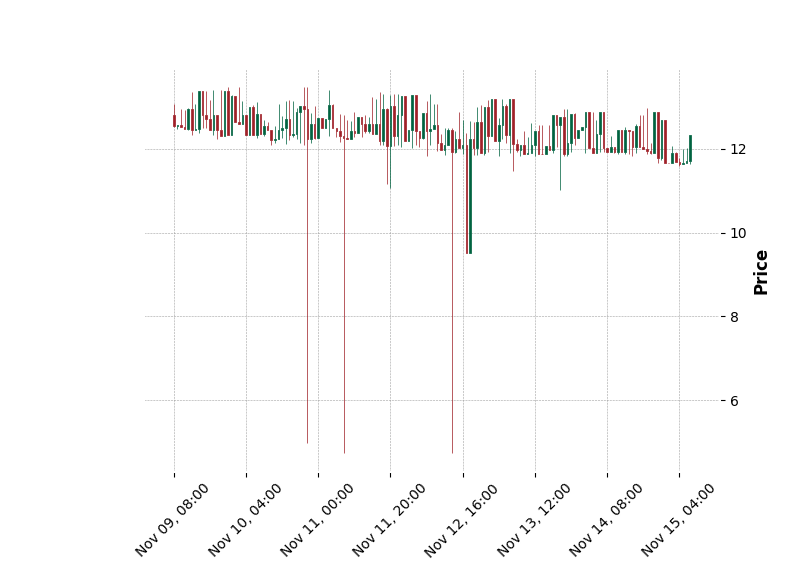 12
10
8
6
Price
Nov 09, 08:00
Nov 10, 04:00
Nov 11, 00:00
Nov 11, 20:00
Nov 12, 16:00
Nov 13, 12:00
Nov 14, 08:00
Nov 15, 04:00